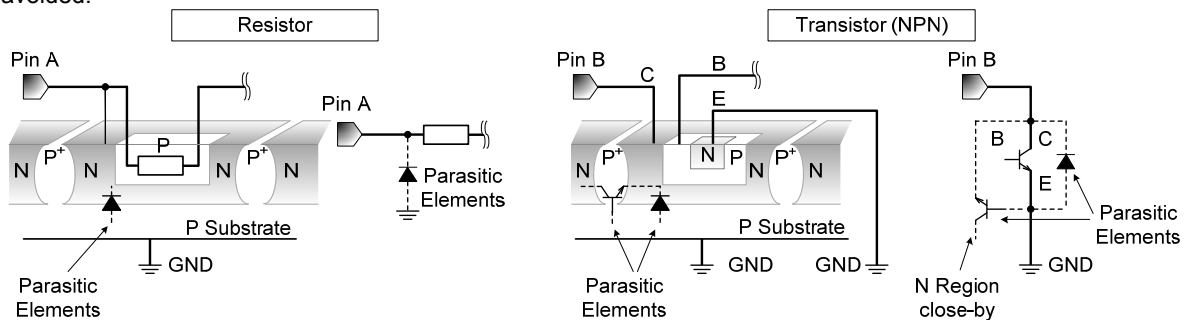 avoided.
Resistor
Transistor (NPN)
Pin A
Pin A
N
P+
N
P
N
P+
N
Parasitic
Elements
P Substrate
GND
Parasitic
Elements
Pin B
C
B
E
N
P+
N
N
P
N
P+
N
P Substrate
GND
GND
Parasitic
Elements
Pin B
B
C
E
Parasitic
Elements
GND
N Region
close-by